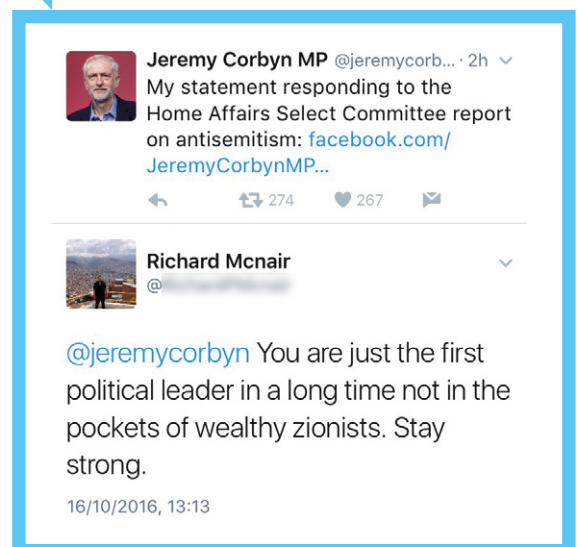 Jeremy Corbyn MP @jeremycorb... · 2h
My statement responding to the
Home Affairs Select Committee report
on antisemitism: facebook.com/
JeremyCorbynMP...
274 267
Richard Mcnair
@
@jeremycorbyn You are just the first
political leader in a long time not in the
pockets of wealthy zionists. Stay
strong.
16/10/2016, 13:13